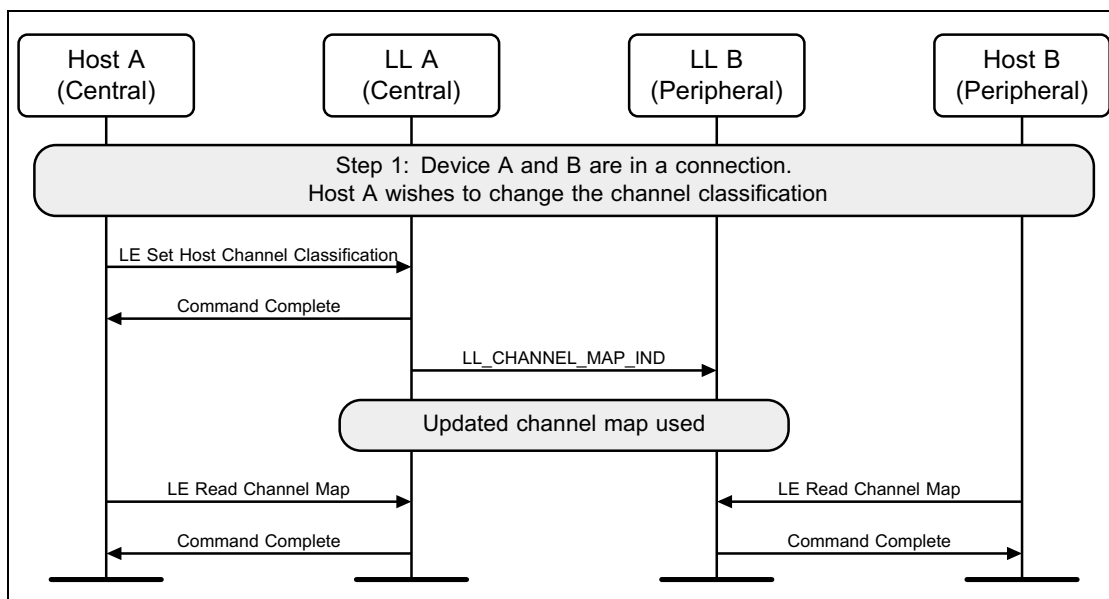 Host A
(Central)
LL A
(Central)
LL B
(Peripheral)
Host B
(Peripheral)
Step 1: Device A and B are in a connection.
Host A wishes to change the channel classification
LE Set Host Channel Classification
Command Complete
LL_CHANNEL_MAP_IND
Updated channel map used
LE Read Channel Map
LE Read Channel Map
Command Complete
Command Complete